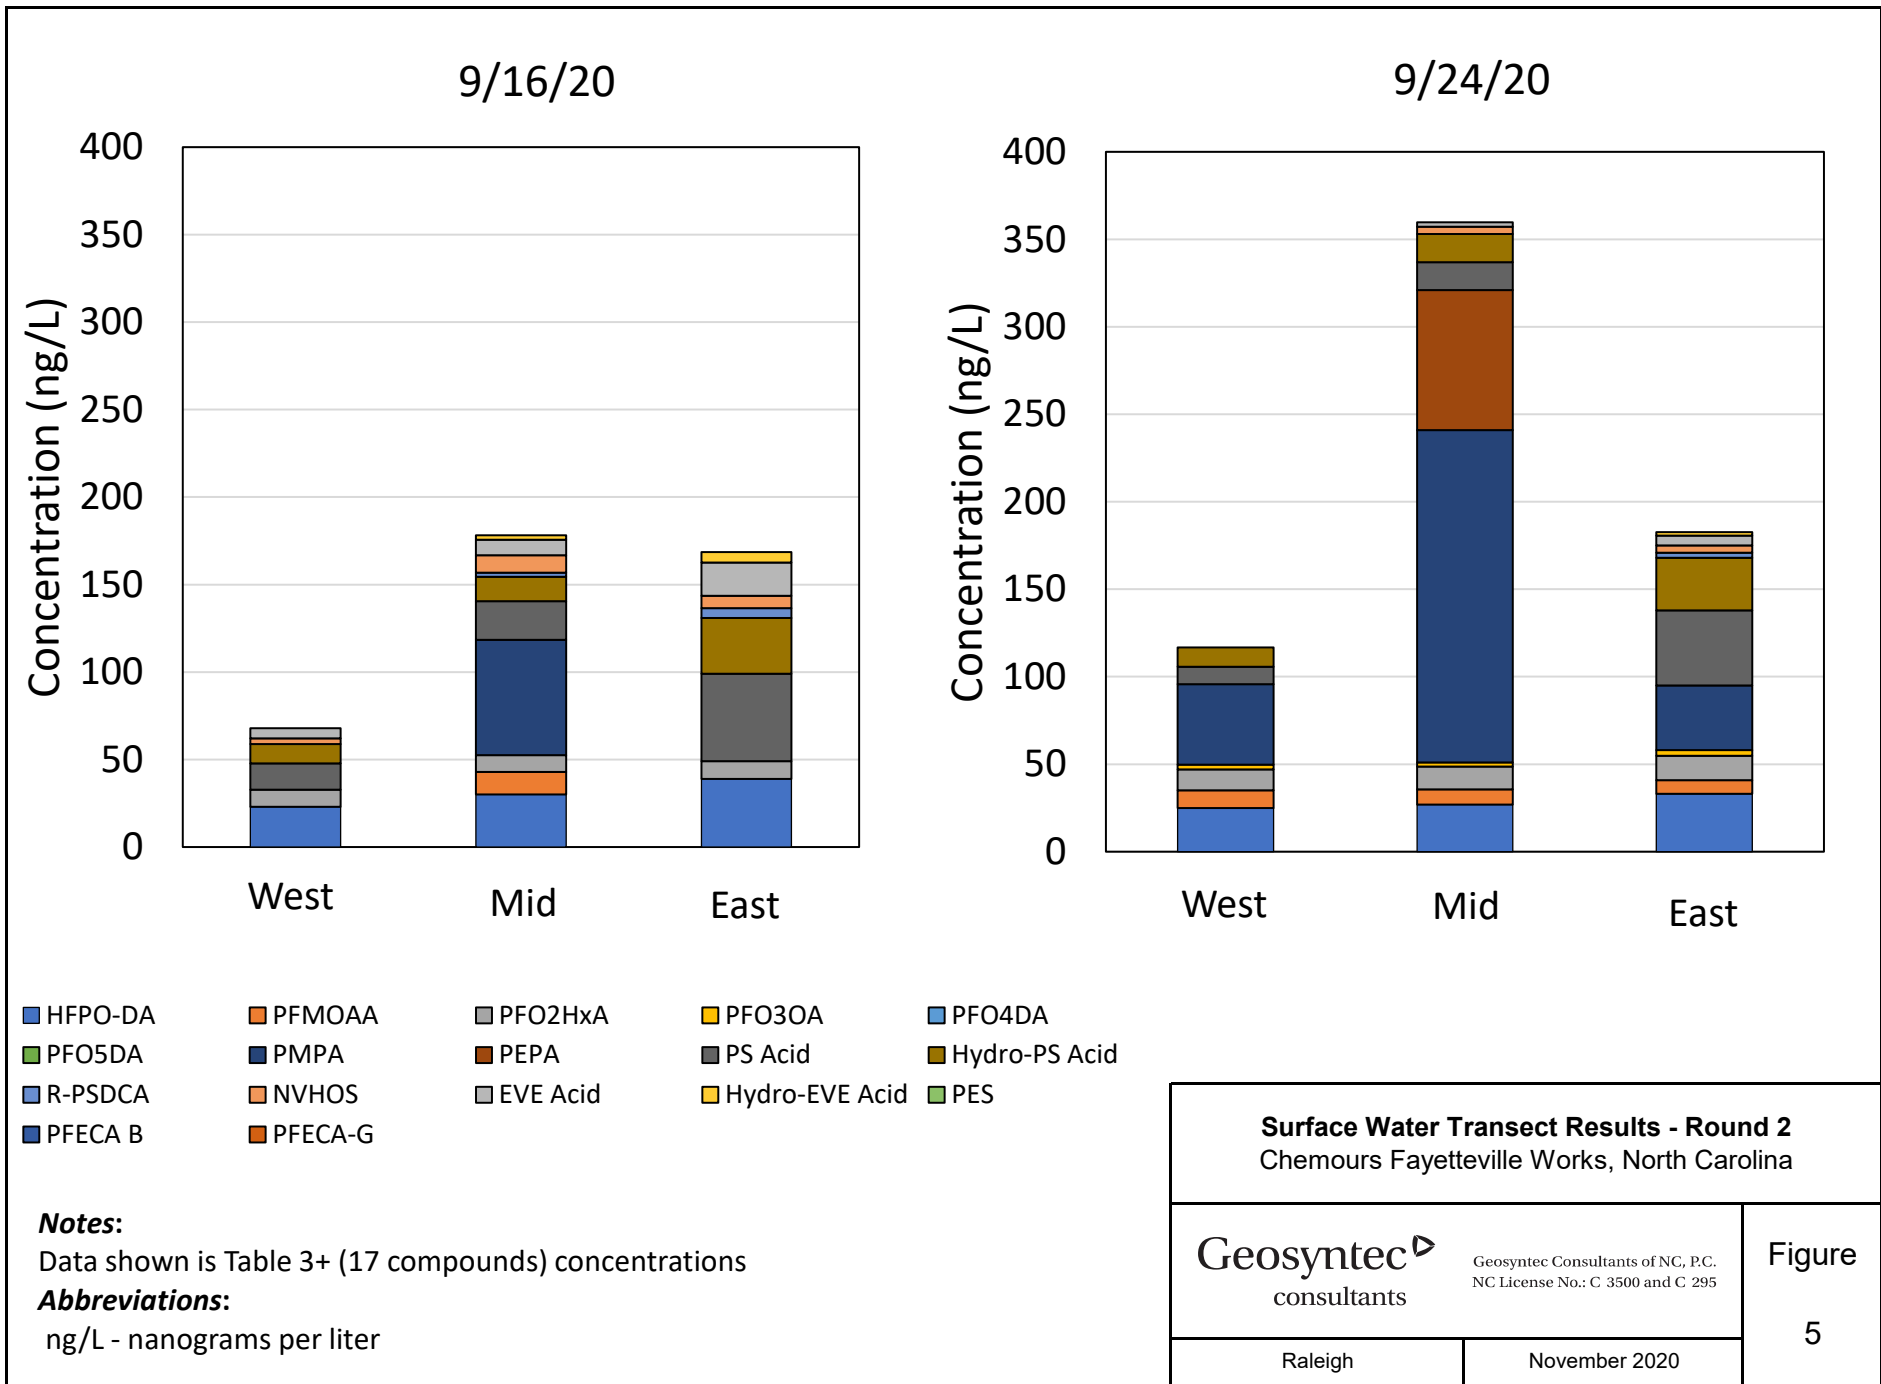 9/16/20
400
350
300
250
200
150
100
50
0
Concentration (ng/L)
West
Mid
East
9/24/20
400
350
300
250
200
150
100
50
0
Concentration (ng/L)
West
Mid
East
HFPO-DA PFMOAA PFO2HxA PFO3OA PFO4DA
PFO5DA PMPA PEPA PS Acid Hydro-PS Acid
R-PSDCA NVHOS EVE Acid Hydro-EVE Acid PES
PFECA B PFECA-G
Notes:
Data shown is Table 3+ (17 compounds) concentrations
Abbreviations:
ng/L - nanograms per liter
Surface Water Transect Results - Round 2
Chemours Fayetteville Works, North Carolina
Geosyntec
consultants
Geosyntec Consultants of NC, P.C.
NC License No.: C 3500 and C 295
Figure
5
Raleigh
November 2020